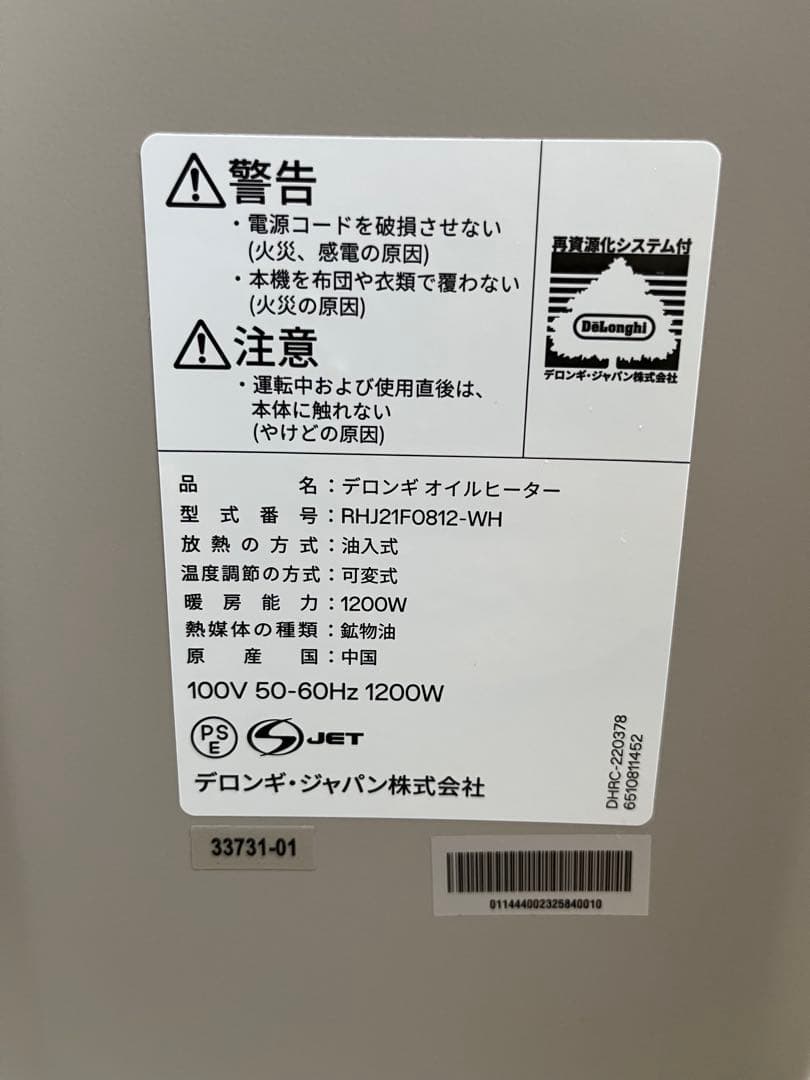 警告
・電源コードを破損させない
(火災、感電の原因)
・本機を布団や衣類で覆わない
(火災の原因)
注意
・運転中および使用直後は、
本体に触れない
(やけどの原因)
再資源化システム付
DeLonghi
デロンギ・ジャパン株式会社
品名：デロンギ オイルヒーター
型式番号：RHJ21F0812-WH
放熱の方式：油入式
温度調節の方式：可変式
暖房能力：1200W
熱媒体の種類：鉱物油
原産国：中国
100V 50-60Hz 1200W
PSE
JET
デロンギ・ジャパン株式会社
DHRC-220378
6510811452
33731-01
011444002325840010